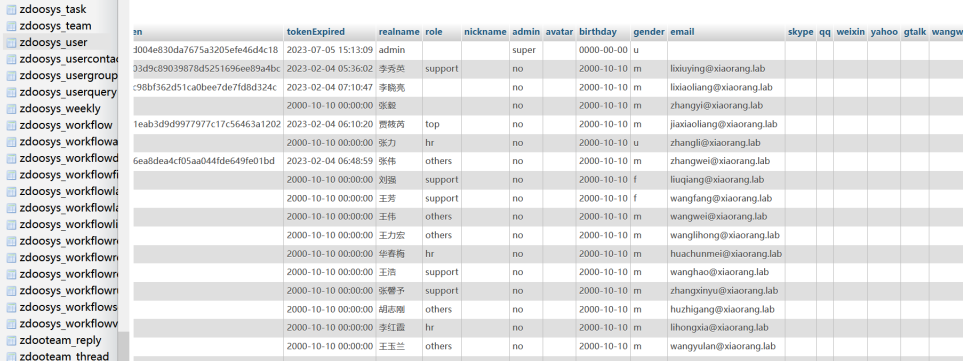 zdoosys_task
zdoosys_team
zdoosys_user
zdoosys_usercontac
zdoosys_usergroup
zdoosys_userquery
zdoosys_weekly
zdoosys_workflow
zdoosys_workflowa
zdoosys_workflowd
zdoosys_workflowfi
zdoosys_workflowla
zdoosys_workflowla
zdoosys_workflowli
zdoosys_workflowre
zdoosys_workflowre
zdoosys_workflowre
zdoosys_workflowru
zdoosys_workflows
zdoosys_workflowv
zdooteam_reply
zdooteam_thread
en tokenExpired realname role nickname admin avatar birthday gender email skype qq weixin yahoo gtalk wangw
d004e830da7675a3205efe46d4c18 2023-07-05 15:13:09 admin super 0000-00-00 u
03d9c89039878d5251696ee89a4bc 2023-02-04 05:36:02 李秀英 support no 2000-10-10 m lixiuying@xiaorang.lab
c98bf362d51ca0bee7de7fd8d324c 2023-02-04 07:10:47 李晓亮 no 2000-10-10 m lixiaoliang@xiaorang.lab
2000-10-10 00:00:00 张毅 no 2000-10-10 m zhangyi@xiaorang.lab
1eab3d9d9977977c17c56463a1202 2023-02-04 06:10:20 贾筱芮 top no 2000-10-10 m jiaxiaoliang@xiaorang.lab
2000-10-10 00:00:00 张力 hr no 2000-10-10 u zhangli@xiaorang.lab
6ea8dea4cf05aa044fde649fe01bd 2023-02-04 06:48:59 张伟 others no 2000-10-10 m zhangwei@xiaorang.lab
2000-10-10 00:00:00 刘强 support no 2000-10-10 f liuqiang@xiaorang.lab
2000-10-10 00:00:00 王芳 support no 2000-10-10 f wangfang@xiaorang.lab
2000-10-10 00:00:00 王伟 others no 2000-10-10 m wangwei@xiaorang.lab
2000-10-10 00:00:00 王力宏 others no 2000-10-10 m wanglihong@xiaorang.lab
2000-10-10 00:00:00 华春梅 hr no 2000-10-10 m huachunmei@xiaorang.lab
2000-10-10 00:00:00 王浩 support no 2000-10-10 m wanghao@xiaorang.lab
2000-10-10 00:00:00 张馨予 support no 2000-10-10 m zhangxinyu@xiaorang.lab
2000-10-10 00:00:00 胡志刚 others no 2000-10-10 m huzhigang@xiaorang.lab
2000-10-10 00:00:00 李红霞 hr no 2000-10-10 m lihongxia@xiaorang.lab
2000-10-10 00:00:00 王玉兰 others no 2000-10-10 m wangyulan@xiaorang.lab